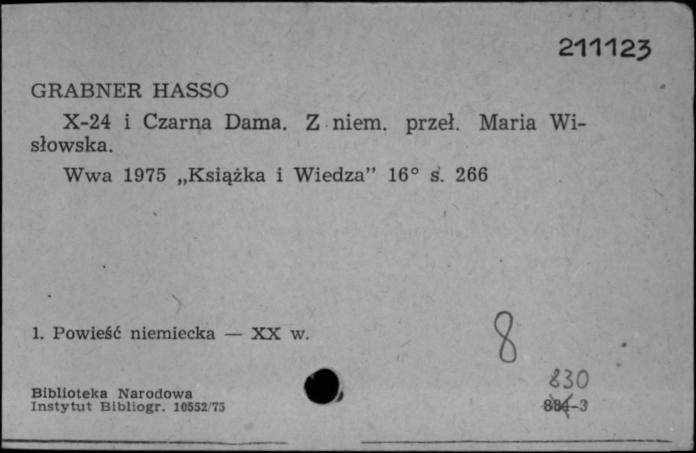 211123
GRABNER HASSO
X-24 i Czarna Dama. Z niem. przeł. Maria Wi-
słowska.
Wwa 1975 „Książka i Wiedza” 16° s. 266
1. Powieść niemiecka — XX w.
8
830
Biblioteka Narodowa
884-3
Instytut Bibliogr. 10552/75